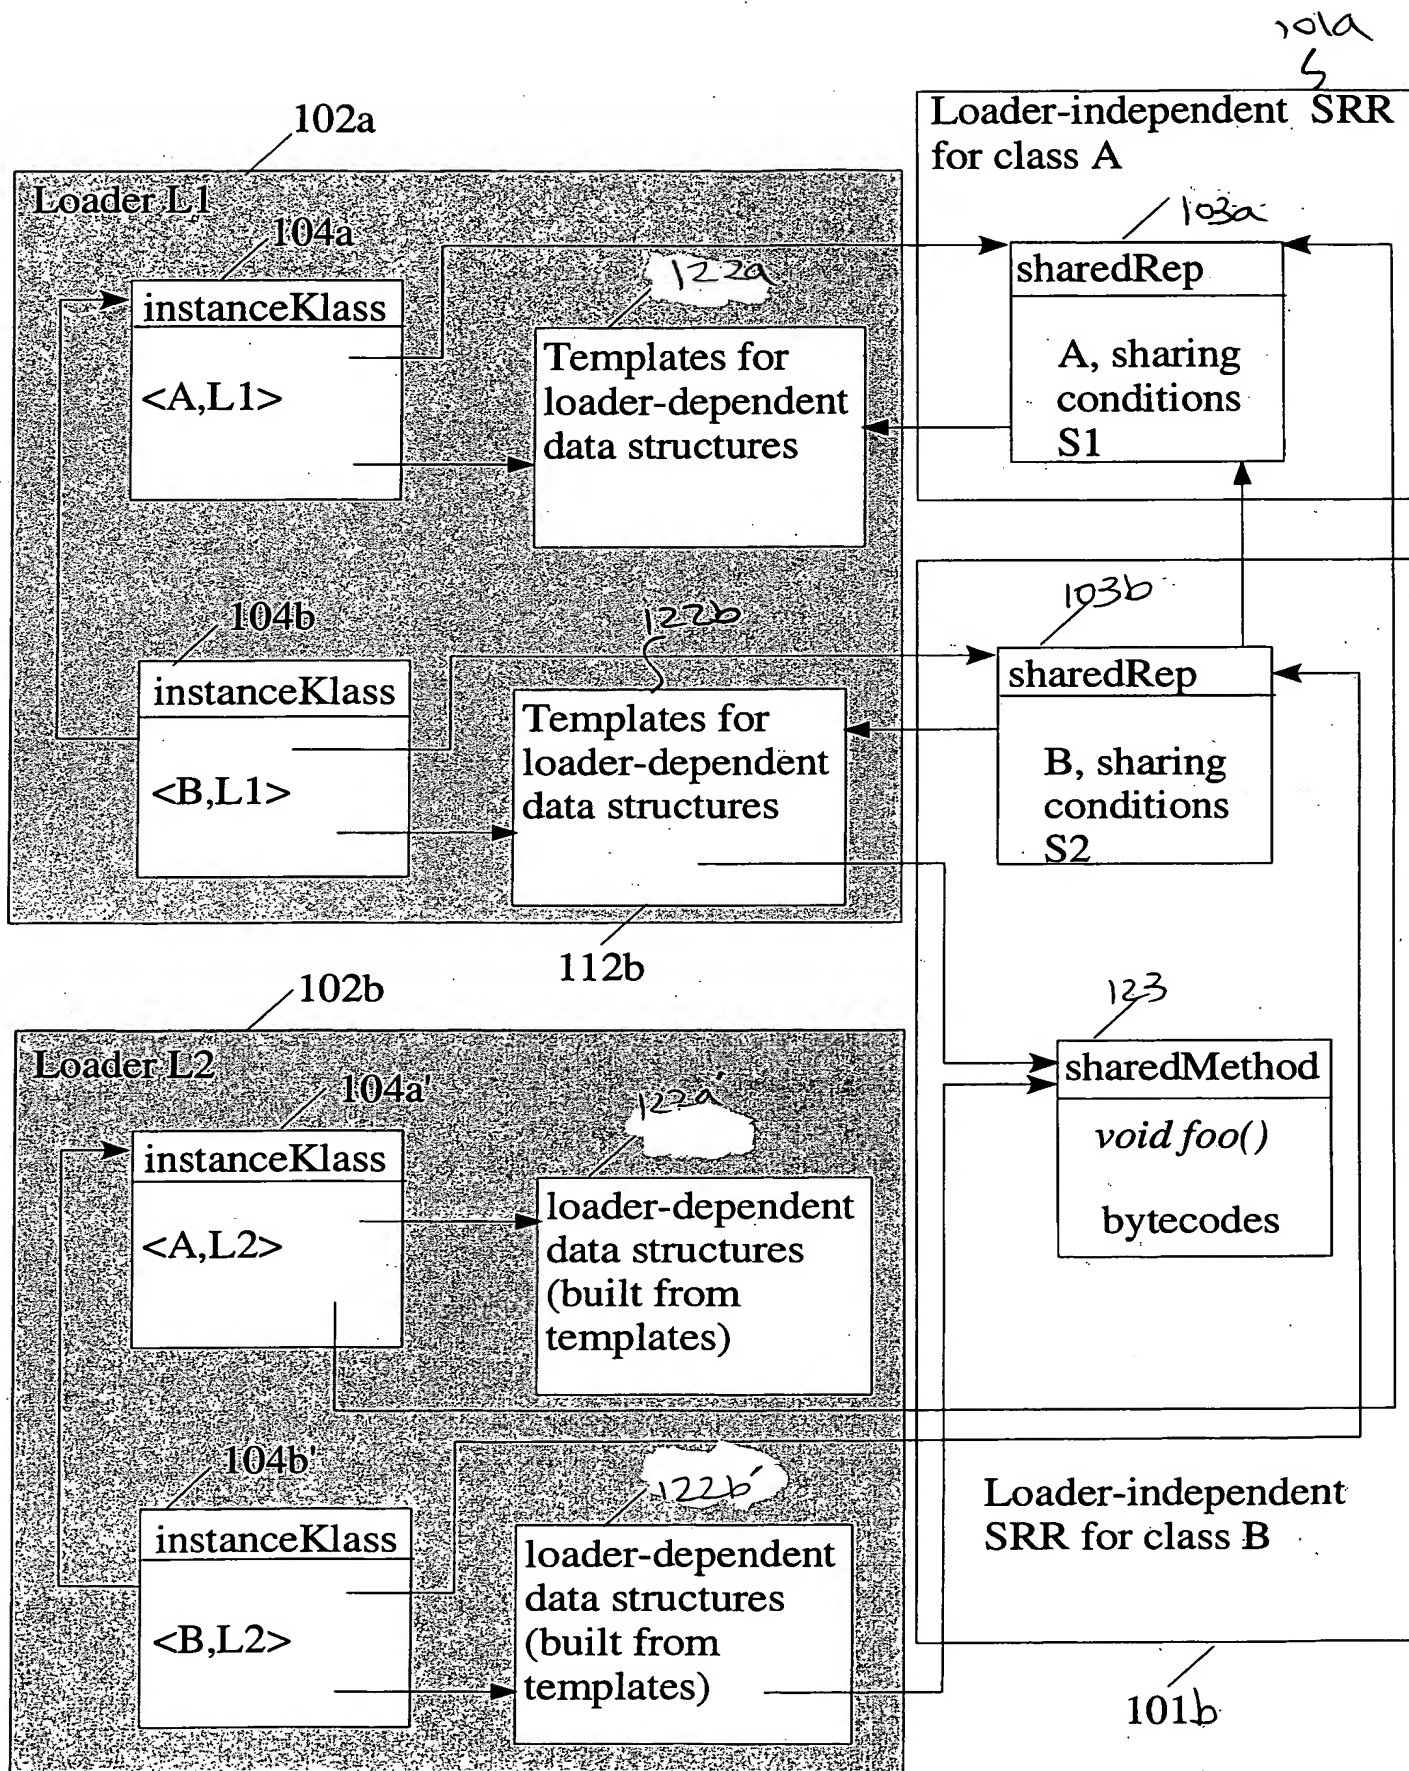 101a
102a
Loader-independent SRR
for class A
Loader L1
104a
103a
122a
instanceKlass
<A,L1>
Templates for
loader-dependent
data structures
sharedRep
A, sharing
conditions
S1
104b
122b
103b
instanceKlass
<B,L1>
Templates for
loader-dependent
data structures
sharedRep
B, sharing
conditions
S2
112b
102b
123
Loader L2
104a'
122a'
sharedMethod
void foo()
bytecodes
instanceKlass
<A,L2>
loader-dependent
data structures
(built from
templates)
104b'
122b'
instanceKlass
<B,L2>
loader-dependent
data structures
(built from
templates)
Loader-independent
SRR for class B
101b